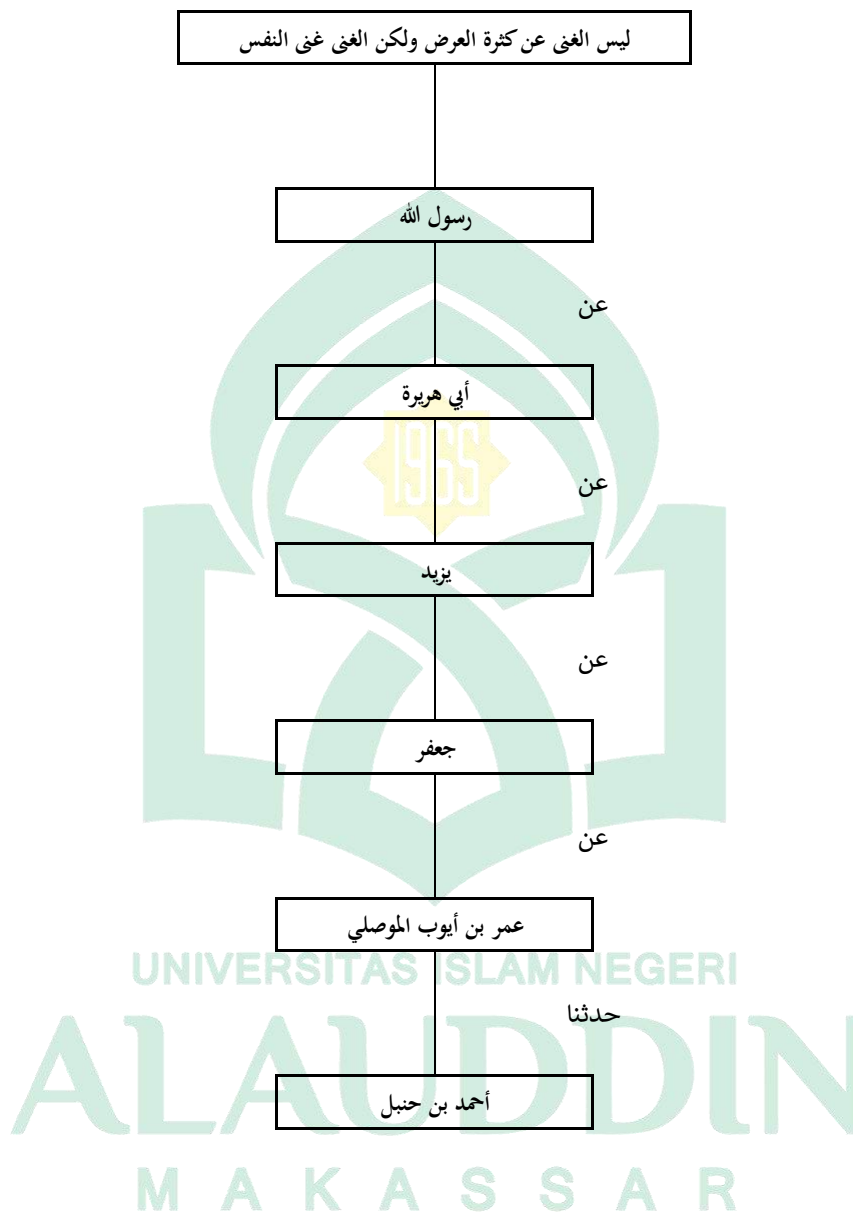 ليس الغنى عن كثرة العرض ولكن الغنى غنى النفس
رسول الله
عن
أبي هريرة
1965
عن
يزيد
عن
جعفر
عن
عمر بن أيوب الموصلي
UNIVERSITAS ISLAM NEGERI
حدثنا
ALAUDDIN
أحمد بن حنبل
MAKASSAR